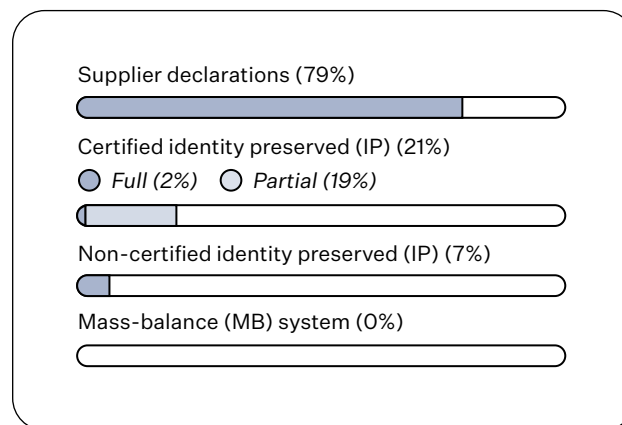 Supplier declarations (79%)
Certified identity preserved (IP) (21%)
Full (2%) Partial (19%)
Non-certified identity preserved (IP) (7%)
Mass-balance (MB) system (0%)